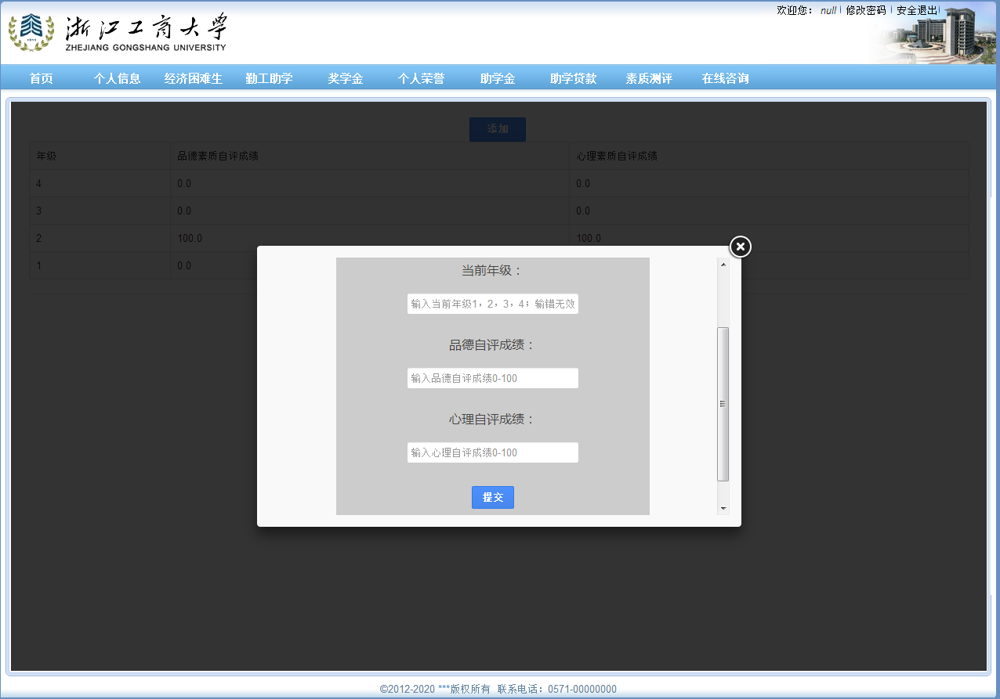 欢迎您： null | 修改密码 | 安全退出|
浙江工商大学
ZHEJIANG GONGSHANG UNIVERSITY
首页 个人信息 经济困难生 勤工助学 奖学金 个人荣誉 助学金 助学贷款 素质测评 在线咨询
添加
年级 品德素质自评成绩 心理素质自评成绩
4 0.0 0.0
3 0.0 0.0
2 100.0 100.0
1 0.0
当前年级：
输入当前年级1，2，3，4；输错无效
品德自评成绩：
输入品德自评成绩0-100
心理自评成绩：
输入心理自评成绩0-100
提交
©2012-2020 ***版权所有 联系电话：0571-00000000